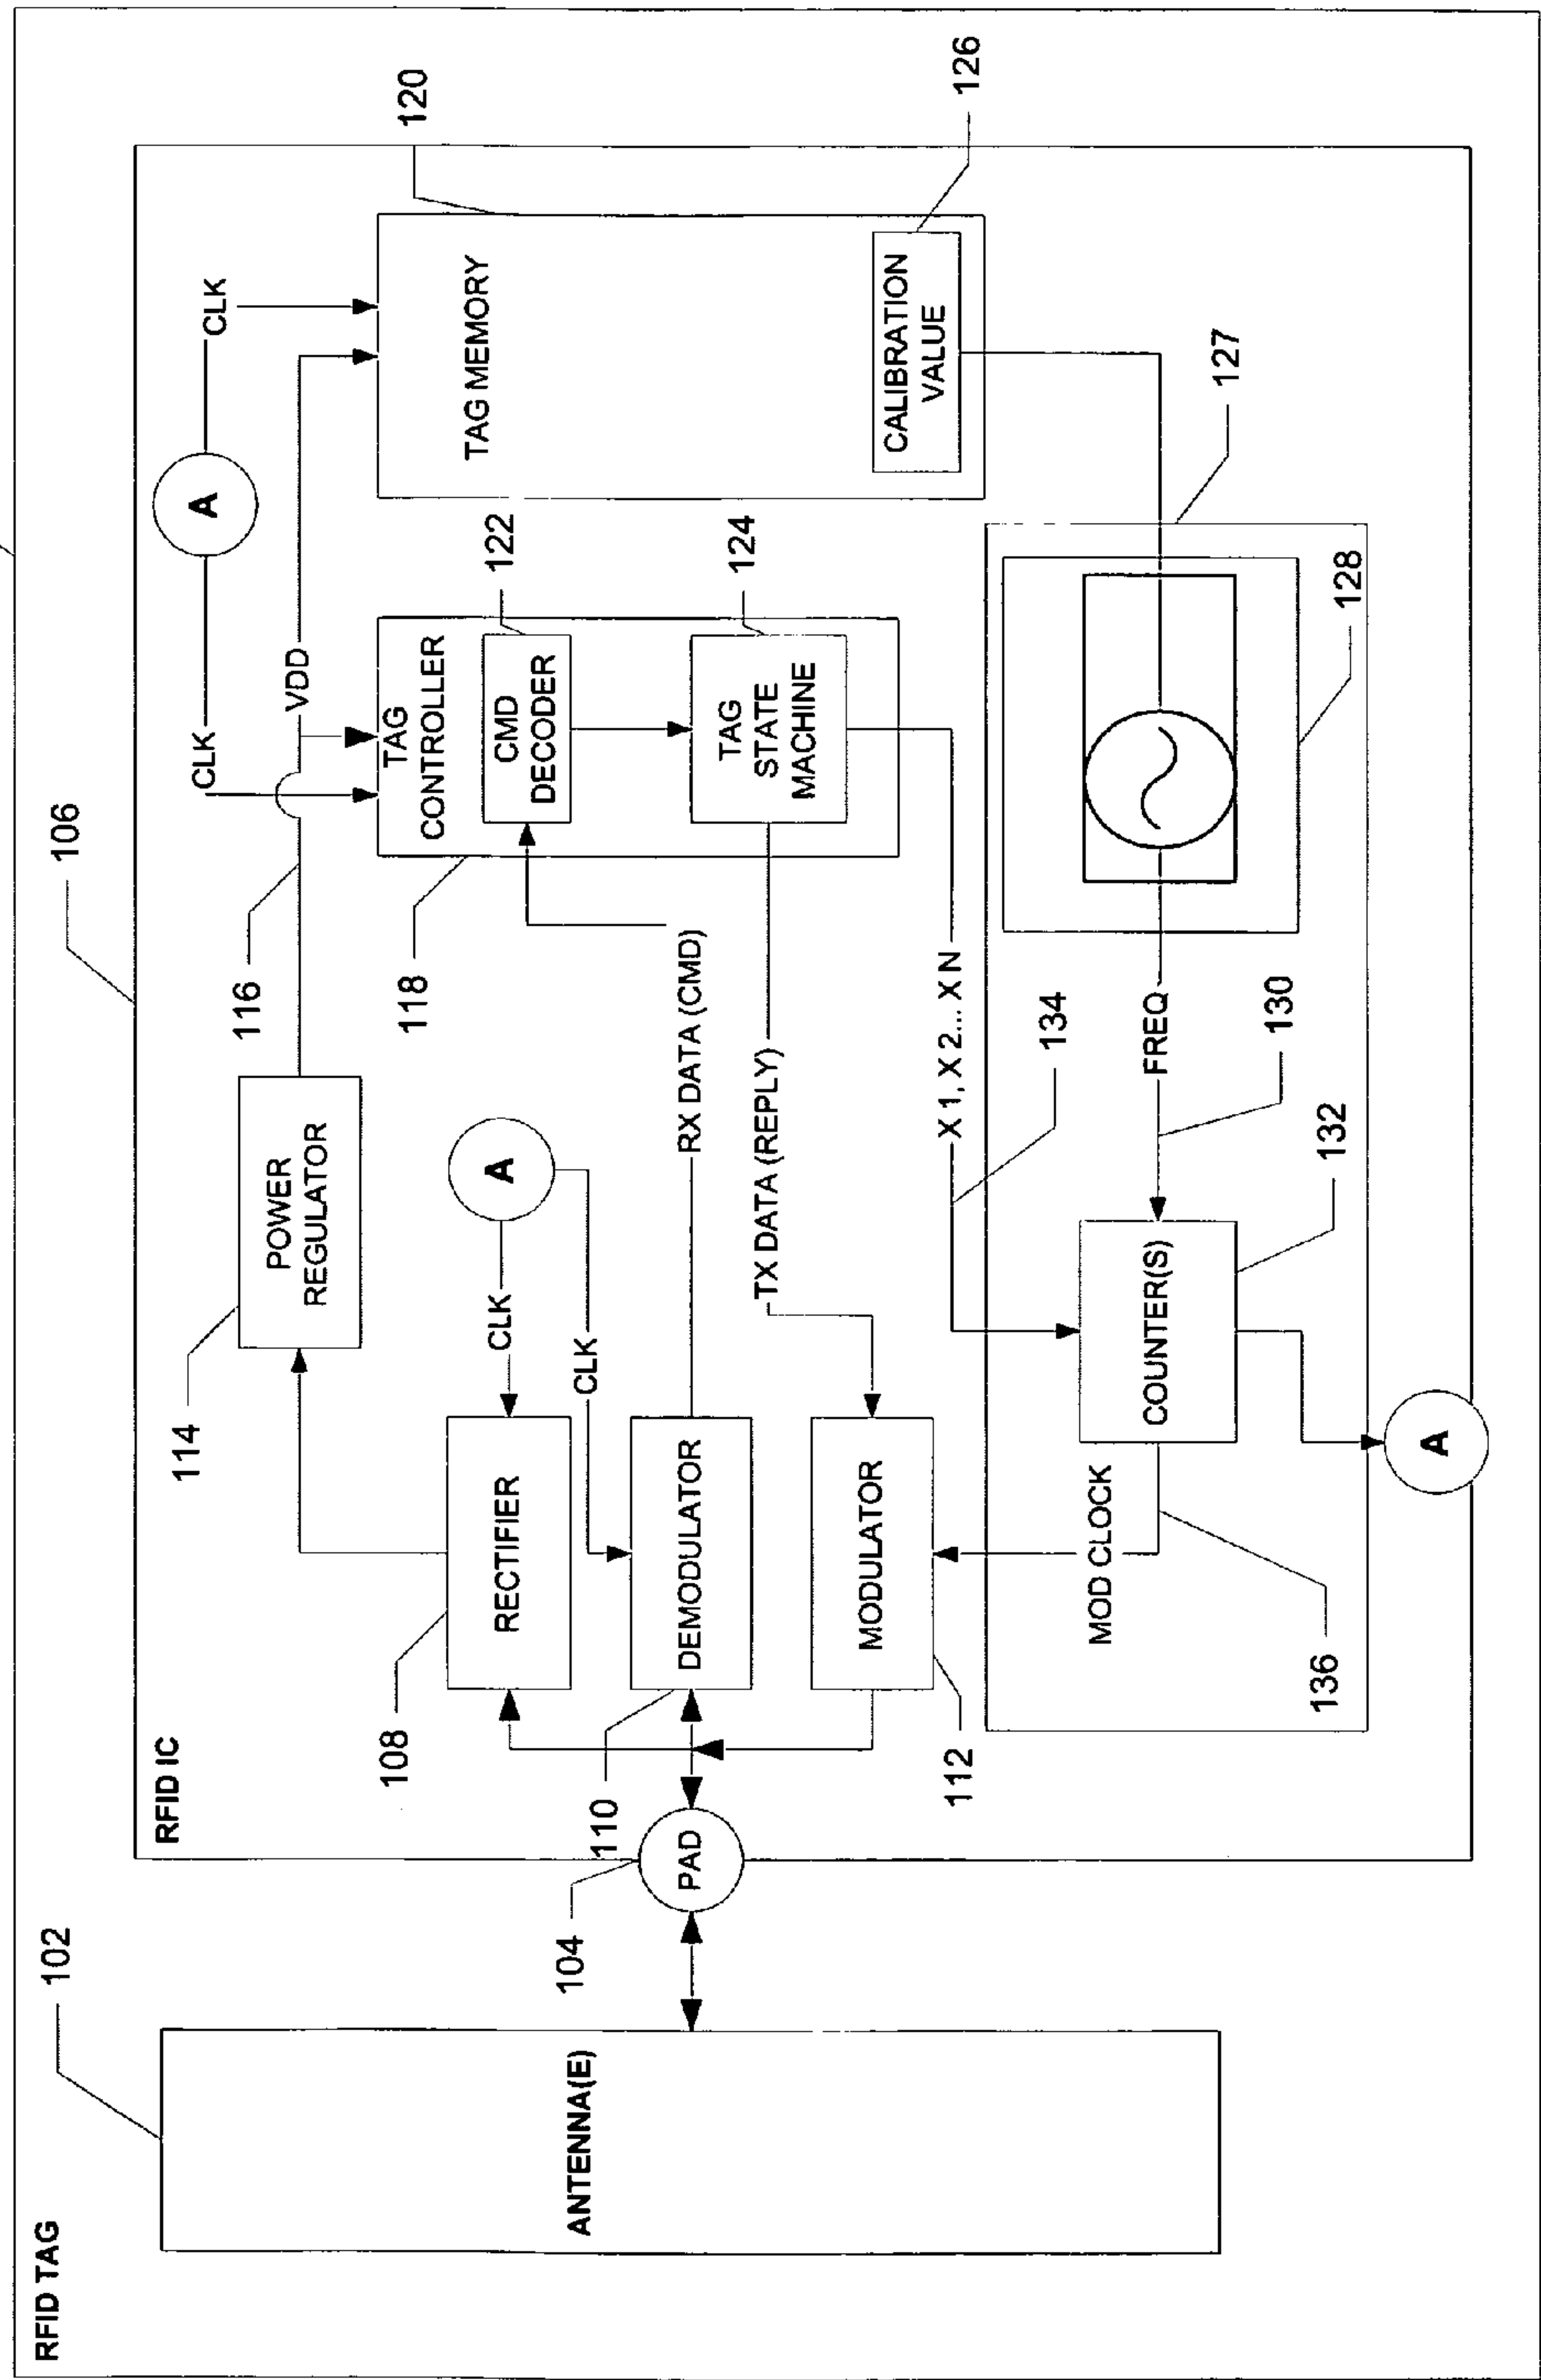 RFID TAG
102
ANTENNA(E)
104
PAD
RFID IC
106
108
RECTIFIER
CLK
A
CLK
110
DEMODULATOR
RX DATA (CMD)
112
MODULATOR
TX DATA (REPLY)
114
POWER
REGULATOR
116
VDD
CLK
A
CLK
118
TAG
CONTROLLER
122
CMD
DECODER
124
TAG
STATE
MACHINE
120
TAG MEMORY
126
CALIBRATION
VALUE
X 1, X 2... X N
134
127
128
FREQ
130
132
COUNTER(S)
MOD CLOCK
136
A